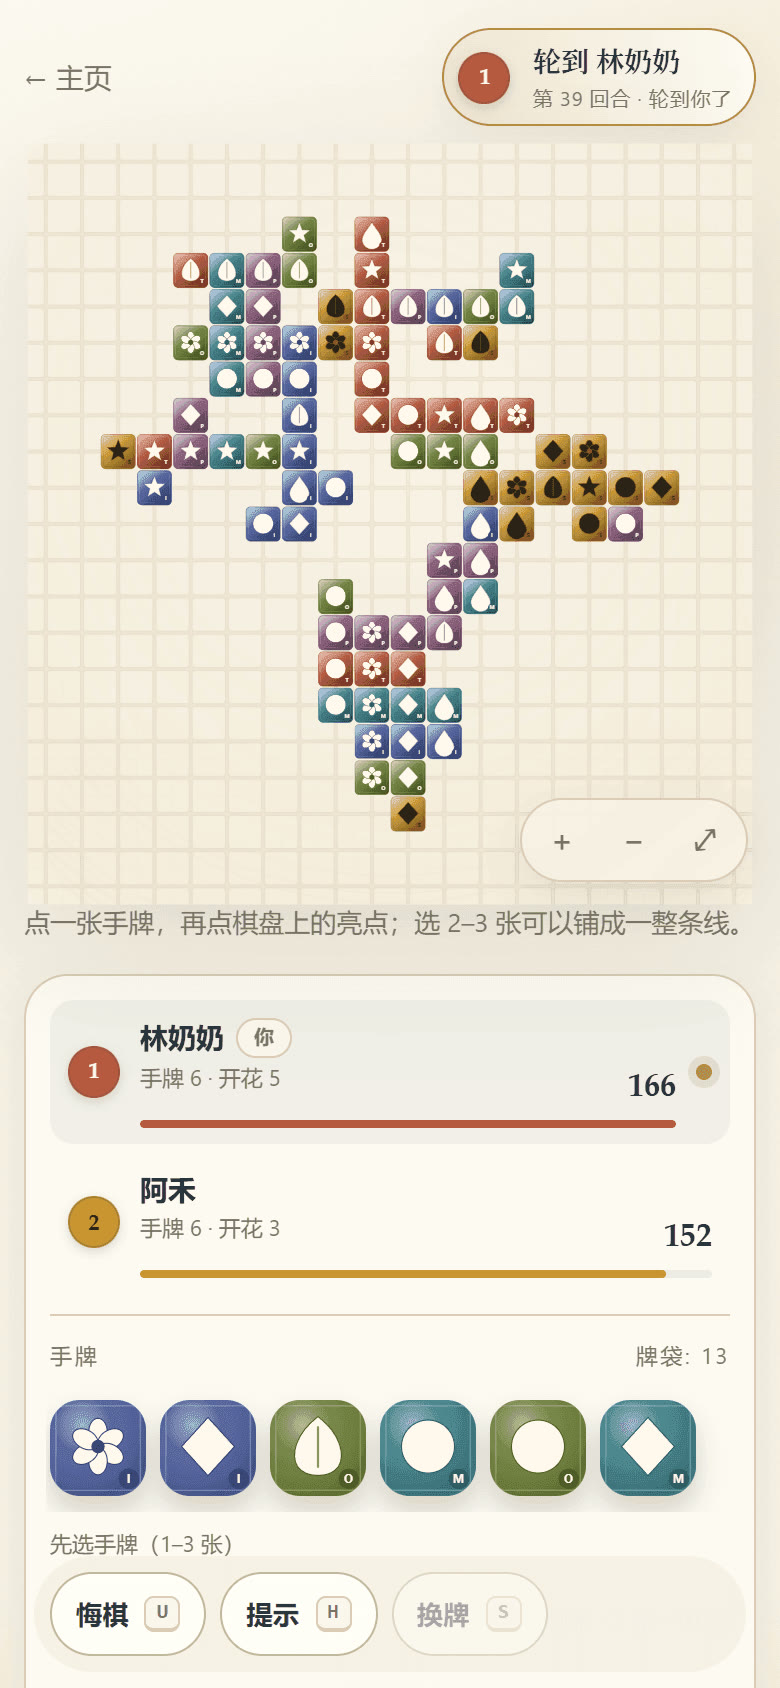 ← 主页
1
轮到 林奶奶
第 39 回合 · 轮到你了
+ −
点一张手牌，再点棋盘上的亮点；选 2–3 张可以铺成一整条线。
1
林奶奶 你
手牌 6 · 开花 5
166
2
阿禾
手牌 6 · 开花 3
152
手牌
牌袋: 13
I I O M O M
先选手牌（1–3 张）
悔棋 U 提示 H 换牌 S